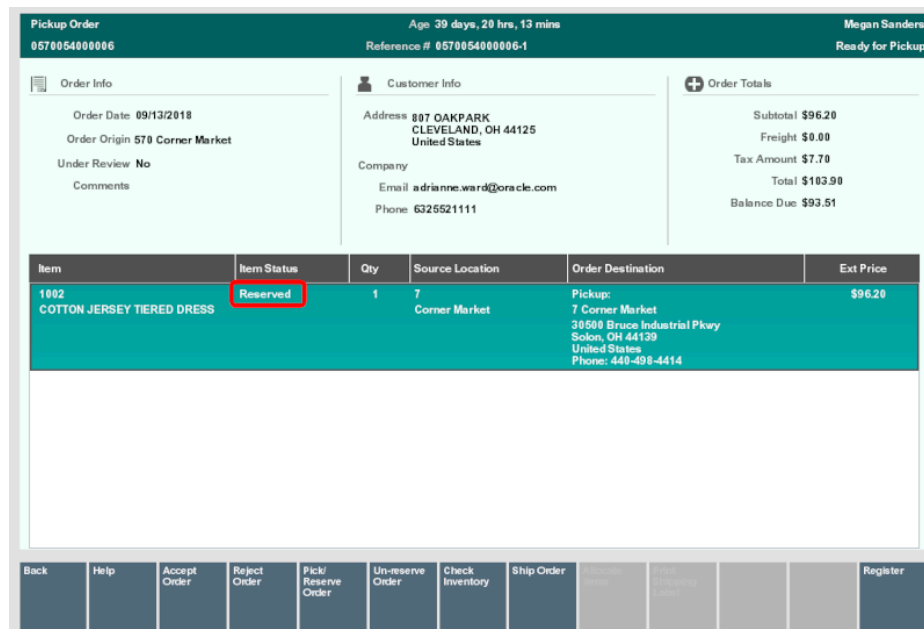 Pickup Order
Age 39 days, 20 hrs, 13 mins
Megan Sanders
0570054000006
Reference # 0570054000006-1
Ready for Pickup
Order Info
Order Date 09/13/2018
Order Origin 570 Corner Market
Under Review No
Comments
Customer Info
Address 807 OAKPARK
CLEVELAND, OH 44125
United States
Company
Email adrianne.ward@oracle.com
Phone 6325521111
Order Totals
Subtotal $96.20
Freight $0.00
Tax Amount $7.70
Total $103.90
Balance Due $93.51
Item Item Status Qty Source Location Order Destination Ext Price
1002 Reserved 1 7 Pickup: $96.20
COTTON JERSEY TIERED DRESS Corner Market 7 Corner Market
30500 Bruce Industrial Pkwy
Solon, OH 44139
United States
Phone: 440-498-4414
Back
Help
Accept
Order
Reject
Order
Pick/
Reserve
Order
Un-reserve
Order
Check
Inventory
Ship Order
Print
Shipping
Label
Register